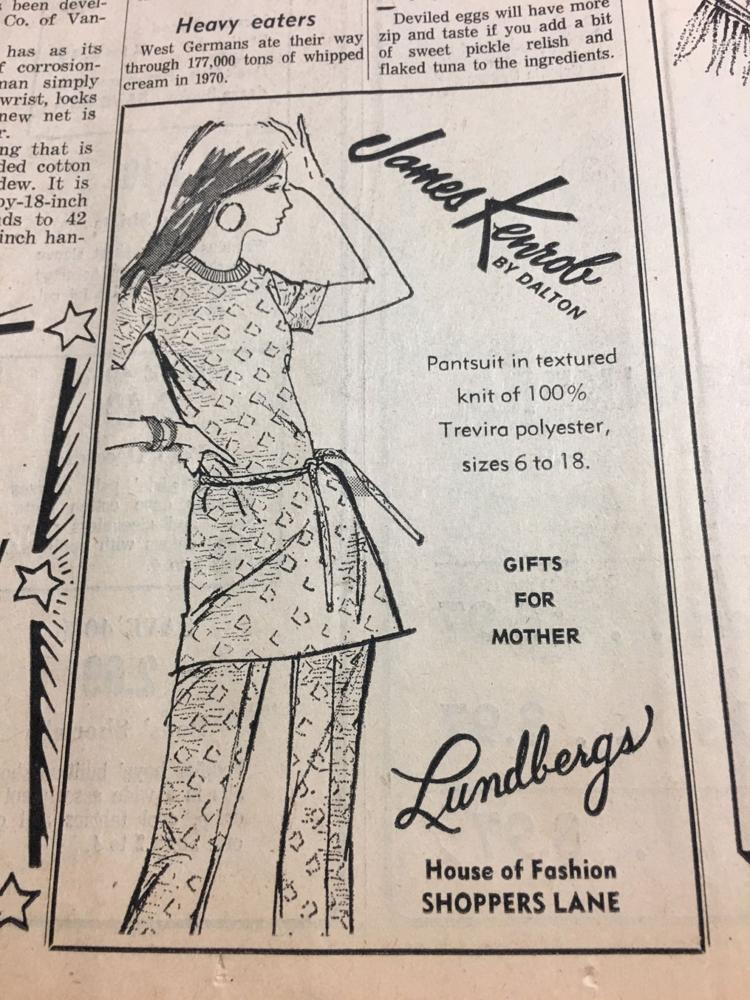 been devel-
Co. of Van-
has as its
corrosion-
man simply
wrist, locks
new net is
r.
ng that is
ded cotton
dew. It is
by-18-inch
ds to 42
inch han-
Heavy eaters
West Germans ate their way
through 177,000 tons of whipped
cream in 1970.
Deviled eggs will have more
zip and taste if you add a bit
of sweet pickle relish and
flaked tuna to the ingredients.
James Kenrob
BY DALTON
Pantsuit in textured
knit of 100%
Trevira polyester,
sizes 6 to 18.
GIFTS
FOR
MOTHER
Lundbergs
House of Fashion
SHOPPERS LANE